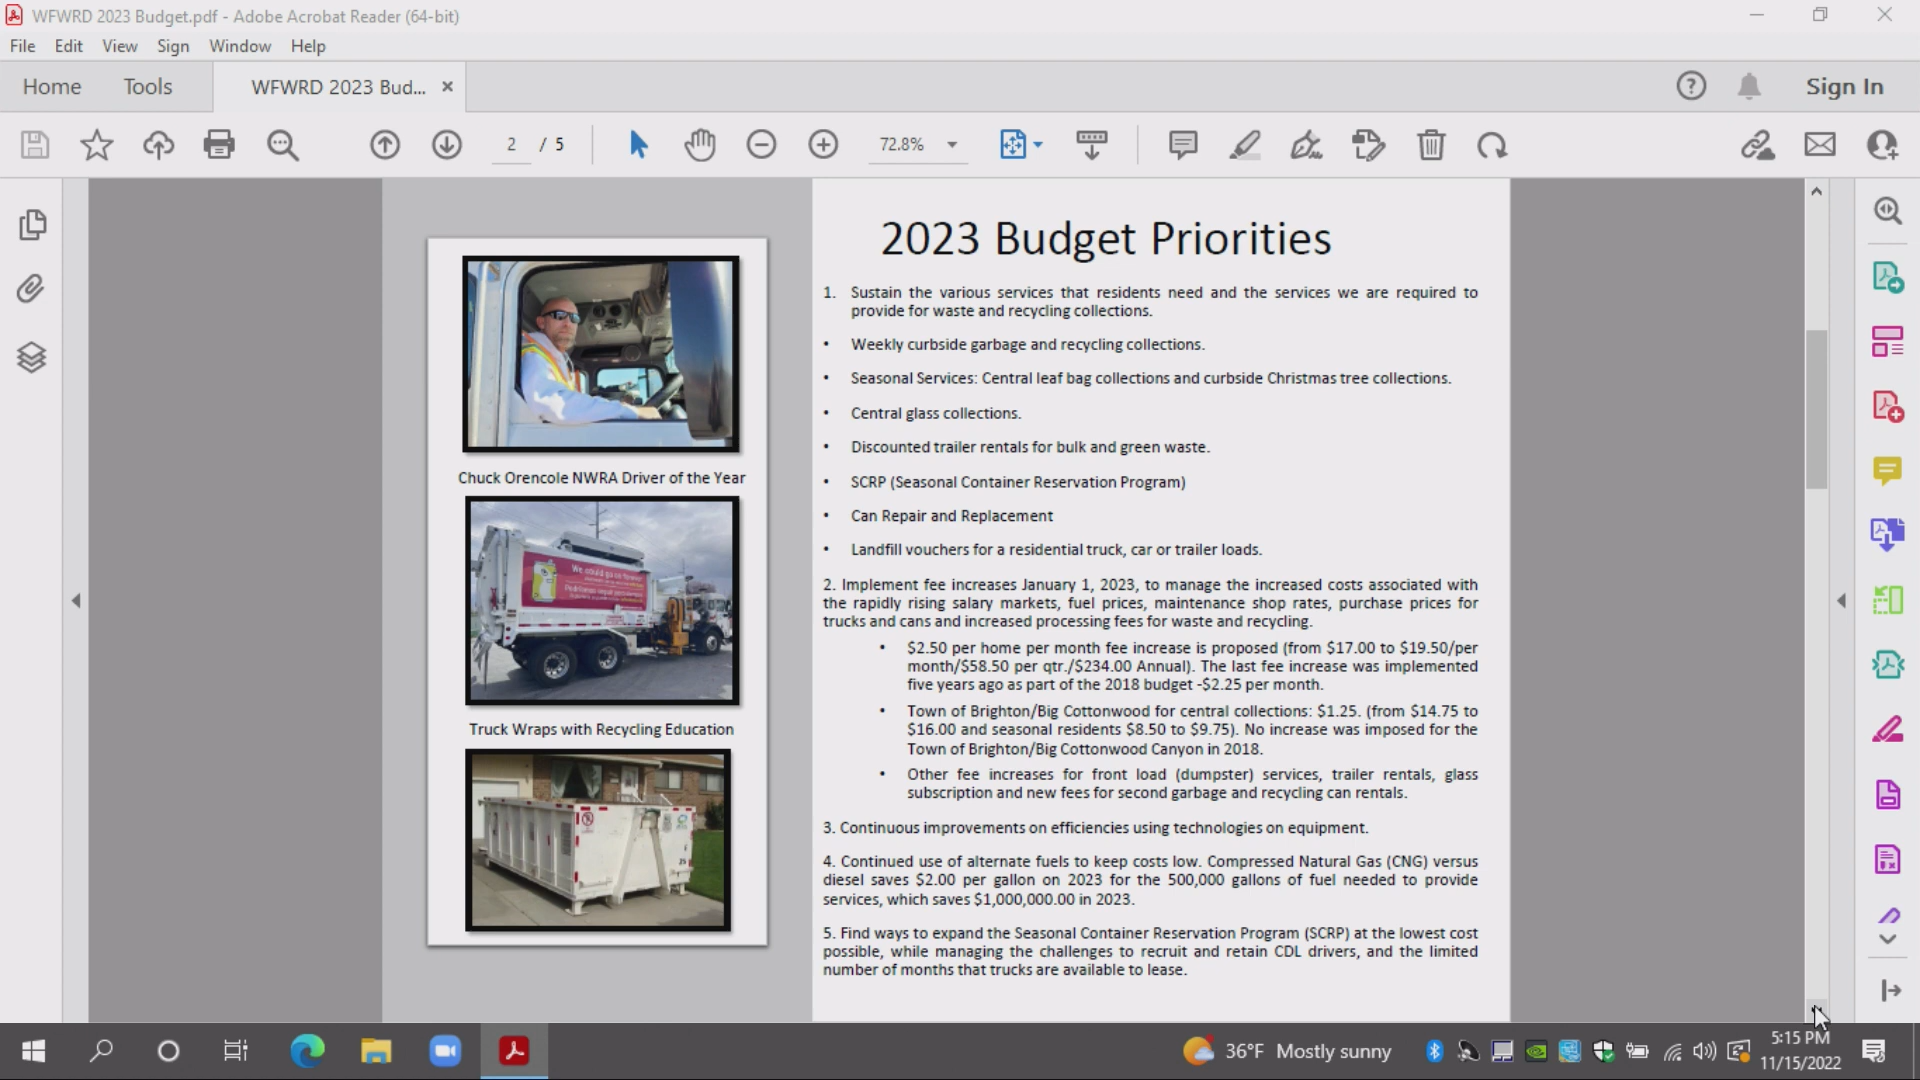 WFWRD 2023 Budget.pdf - Adobe Acrobat Reader (64-bit)
File Edit View Sign Window Help
Home Tools WFWRD 2023 Bud... ×
Sign In
2 / 5
72.8%
2023 Budget Priorities
1. Sustain the various services that residents need and the services we are required to
provide for waste and recycling collections.
• Weekly curbside garbage and recycling collections.
• Seasonal Services: Central leaf bag collections and curbside Christmas tree collections.
• Central glass collections.
• Discounted trailer rentals for bulk and green waste.
• SCRP (Seasonal Container Reservation Program)
• Can Repair and Replacement
• Landfill vouchers for a residential truck, car or trailer loads.
2. Implement fee increases January 1, 2023, to manage the increased costs associated with
the rapidly rising salary markets, fuel prices, maintenance shop rates, purchase prices for
trucks and cans and increased processing fees for waste and recycling.
• $2.50 per home per month fee increase is proposed (from $17.00 to $19.50/per
month/$58.50 per qtr./$234.00 Annual). The last fee increase was implemented
five years ago as part of the 2018 budget -$2.25 per month.
• Town of Brighton/Big Cottonwood for central collections: $1.25. (from $14.75 to
$16.00 and seasonal residents $8.50 to $9.75). No increase was imposed for the
Town of Brighton/Big Cottonwood Canyon in 2018.
• Other fee increases for front load (dumpster) services, trailer rentals, glass
subscription and new fees for second garbage and recycling can rentals.
3. Continuous improvements on efficiencies using technologies on equipment.
4. Continued use of alternate fuels to keep costs low. Compressed Natural Gas (CNG) versus
diesel saves $2.00 per gallon on 2023 for the 500,000 gallons of fuel needed to provide
services, which saves $1,000,000.00 in 2023.
5. Find ways to expand the Seasonal Container Reservation Program (SCRP) at the lowest cost
possible, while managing the challenges to recruit and retain CDL drivers, and the limited
number of months that trucks are available to lease.
Chuck Orencole NWRA Driver of the Year
We could go on forever
Truck Wraps with Recycling Education
36°F Mostly sunny
5:15 PM
11/15/2022